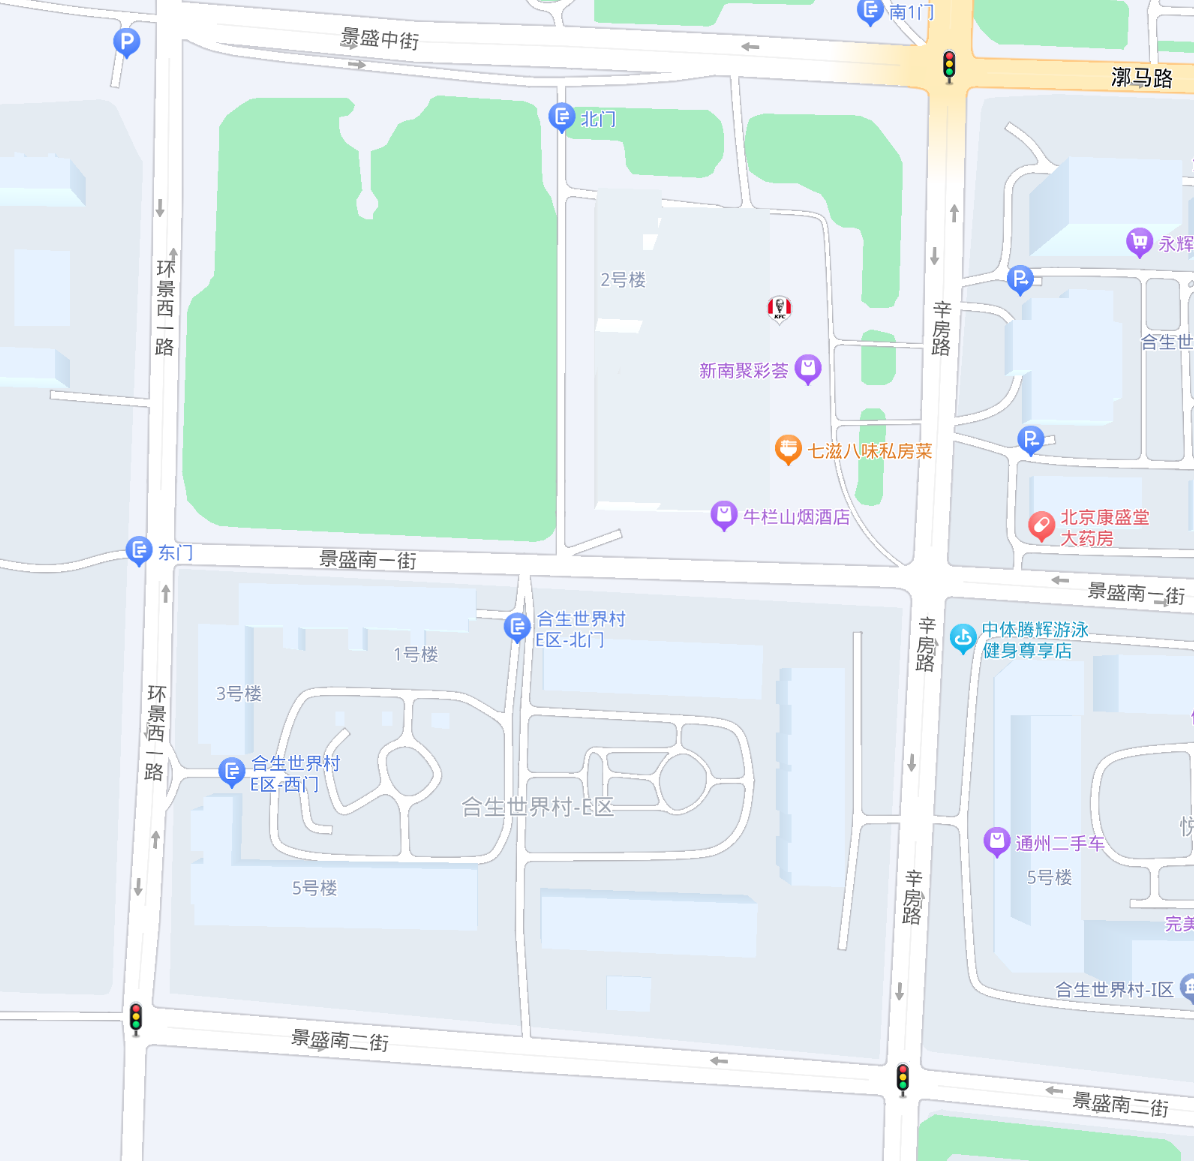 南1门
景盛中街
P
漷马路
北门
永辉
2号楼
环景西一路
KFC
P
辛房路
合生世
新南聚彩荟
P
七滋八味私房菜
牛栏山烟酒店
北京康盛堂
大药房
东门
景盛南一街
景盛南一街
合生世界村
E区-北门
辛房路
中体腾辉游泳
健身尊享店
1号楼
3号楼
环景西一路
合生世界村
E区-西门
合生世界村-E区
悦
通州二手车
5号楼
5号楼
辛房路
完美
合生世界村-I区
景盛南二街
景盛南二街